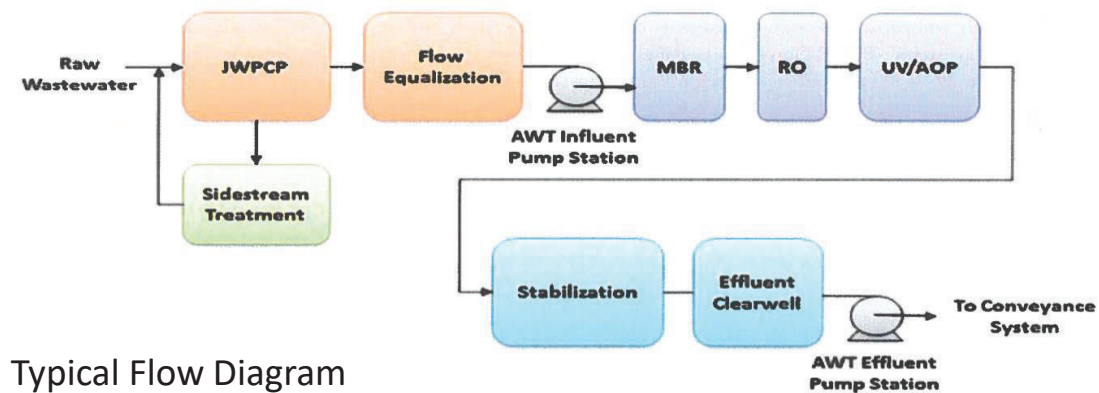 Raw
Wastewater
JWPCP
Flow
Equalization
AWT Influent
Pump Station
MBR
RO
UV/AOP
Sidestream
Treatment
Stabilization
Effluent
Clearwell
AWT Effluent
Pump Station
To Conveyance
System
Typical Flow Diagram